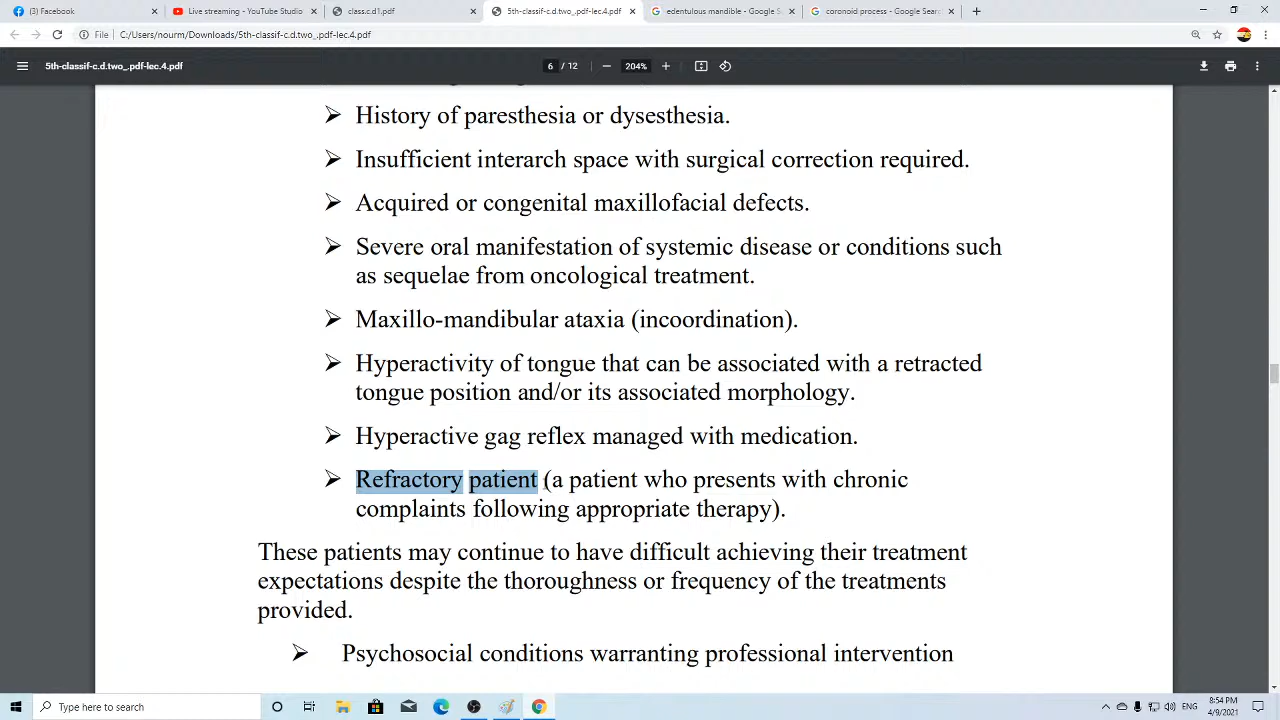 (3) Facebook
Live streaming - YouTube Studio
class.c.d1.pdf
5th-classif-c.d.two_.pdf-lec.4.pdf
edentulous mandible - Google S
coronoid process - Google Sear
File
C:/Users/nourm/Downloads/5th-classif-c.d.two_.pdf-lec.4.pdf
5th-classif-c.d.two_.pdf-lec.4.pdf
6 / 12
204%
➢ History of paresthesia or dysesthesia.
➢ Insufficient interarch space with surgical correction required.
➢ Acquired or congenital maxillofacial defects.
➢ Severe oral manifestation of systemic disease or conditions such
as sequelae from oncological treatment.
➢ Maxillo-mandibular ataxia (incoordination).
➢ Hyperactivity of tongue that can be associated with a retracted
tongue position and/or its associated morphology.
➢ Hyperactive gag reflex managed with medication.
➢ Refractory patient (a patient who presents with chronic
complaints following appropriate therapy).
These patients may continue to have difficult achieving their treatment
expectations despite the thoroughness or frequency of the treatments
provided.
➢ Psychosocial conditions warranting professional intervention
Type here to search
ENG
8:54 PM
4/9/2021